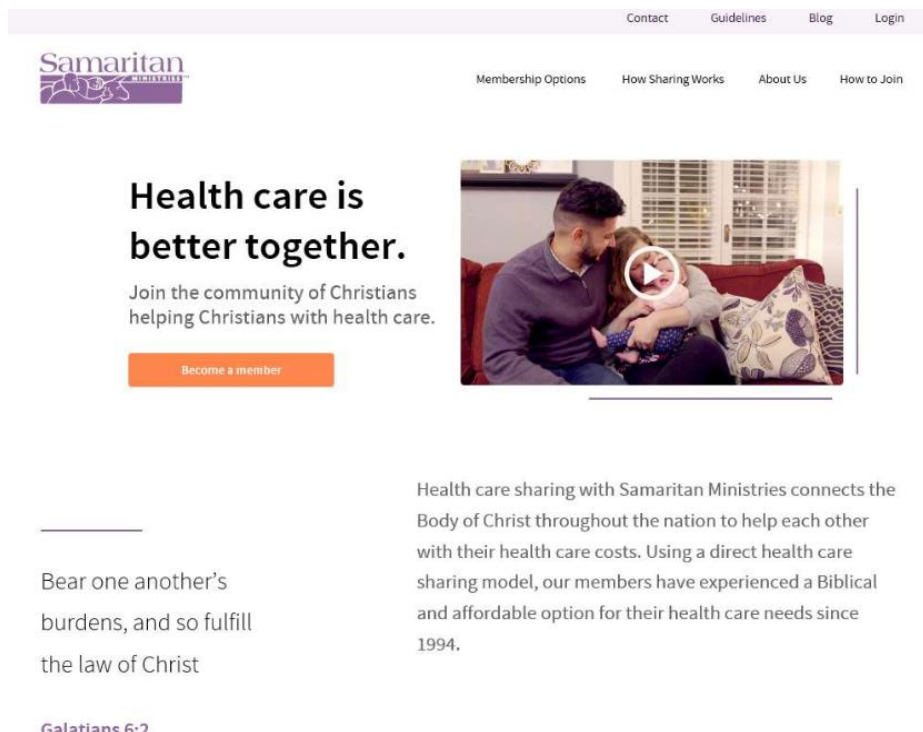 Contact Guidelines Blog Login
Samaritan
MINISTRIES
Membership Options How Sharing Works About Us How to Join
Health care is
better together.
Join the community of Christians
helping Christians with health care.
Become a member
Health care sharing with Samaritan Ministries connects the
Body of Christ throughout the nation to help each other
with their health care costs. Using a direct health care
sharing model, our members have experienced a Biblical
and affordable option for their health care needs since
1994.
Bear one another’s
burdens, and so fulfill
the law of Christ
Galatians 6:2